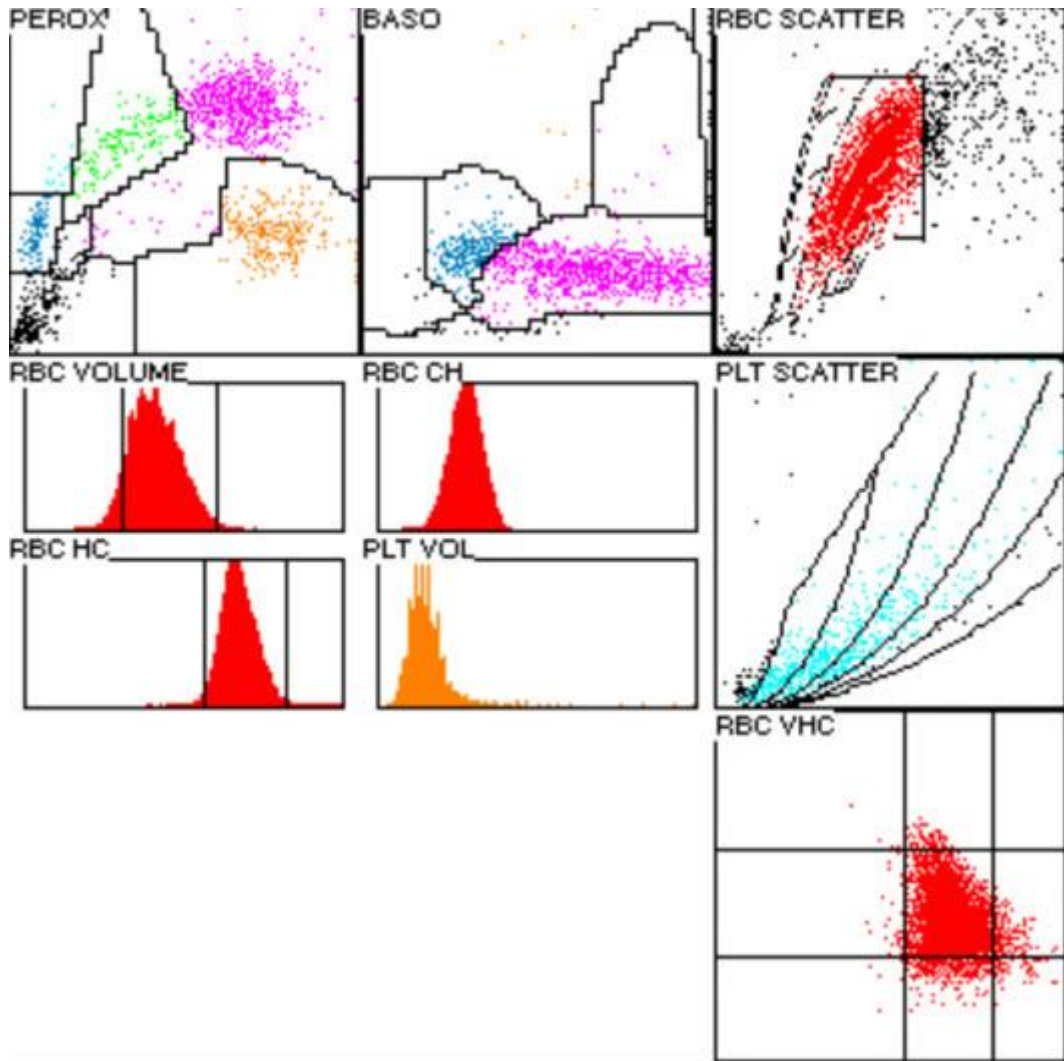 PEROX
BASO
RBC SCATTER
RBC VOLUME
RBC CH
PLT SCATTER
RBC HC
PLT VOL
RBC VHC